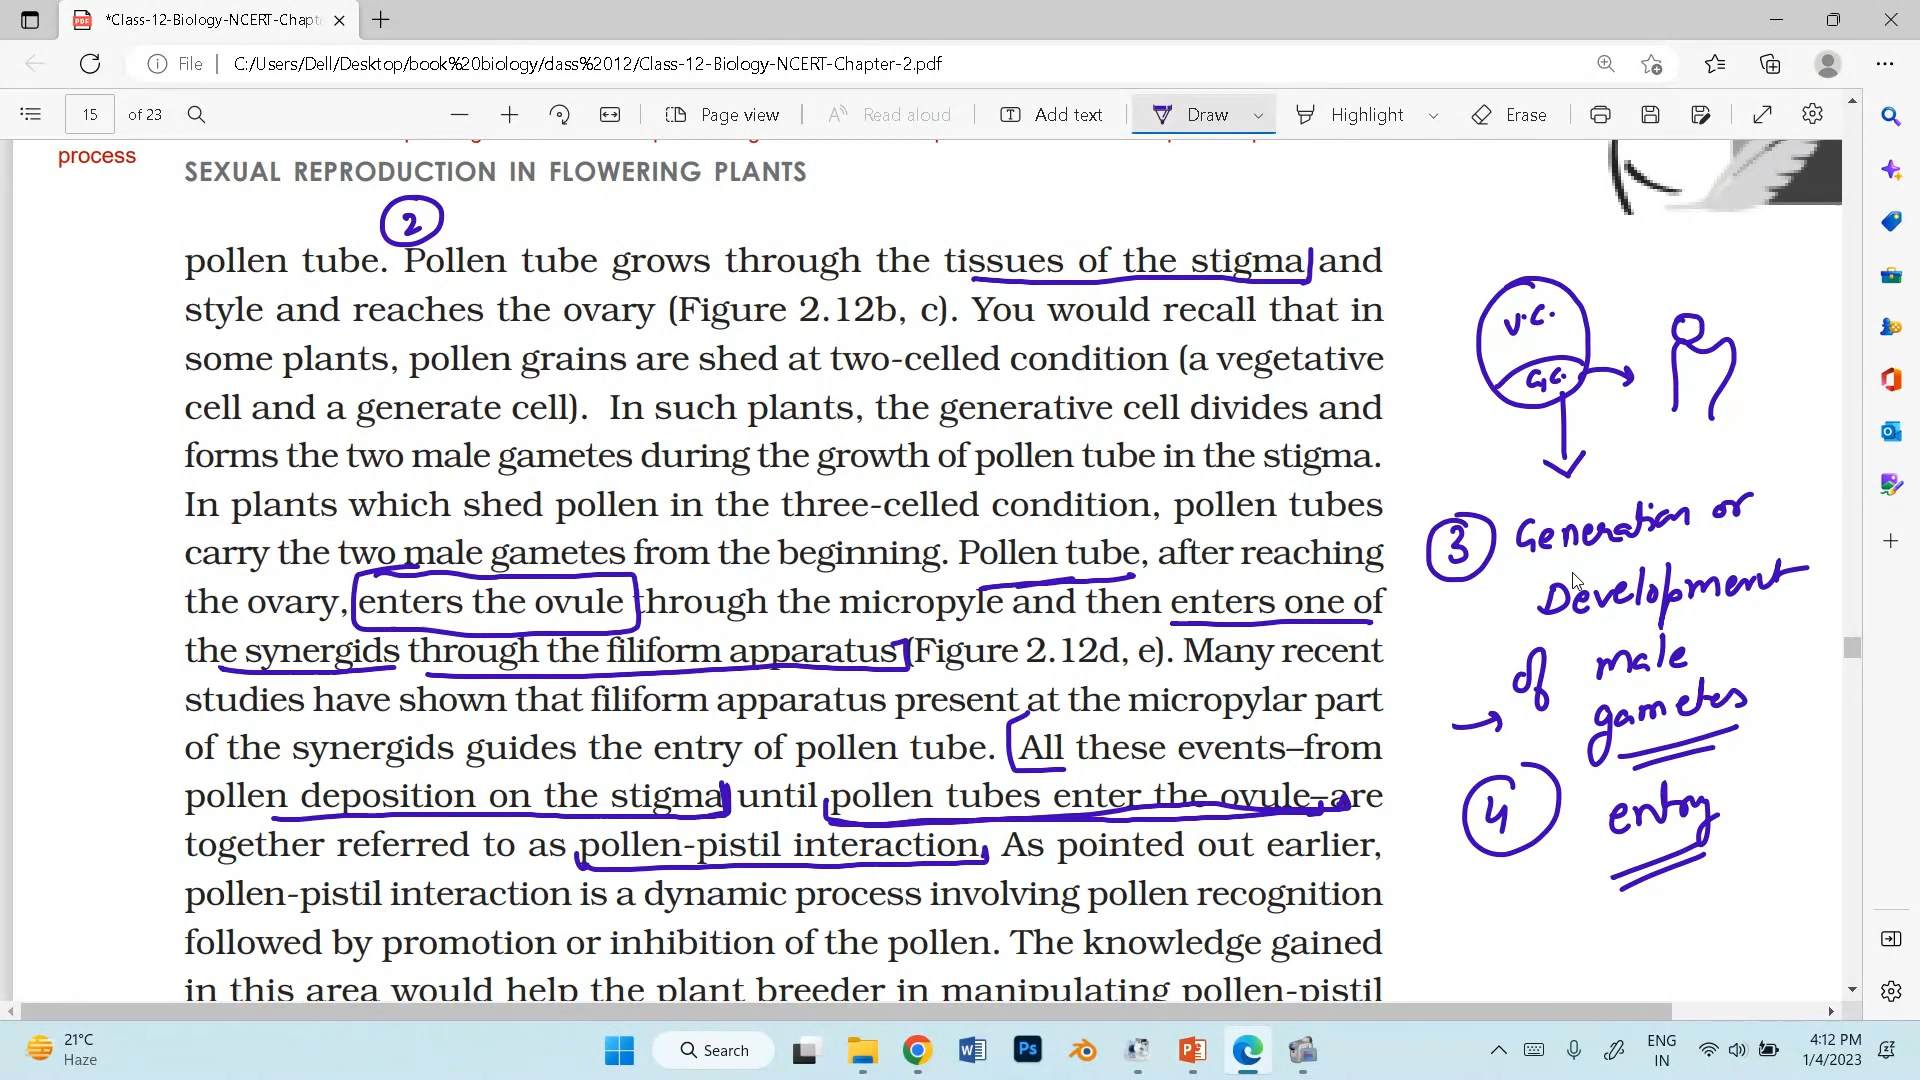 *Class-12-Biology-NCERT-Chapt
File
C:/Users/Dell/Desktop/book%20biology/class%2012/Class-12-Biology-NCERT-Chapter-2.pdf
15 of 23
Page view
Read aloud
Add text
Draw
Highlight
Erase
process
SEXUAL REPRODUCTION IN FLOWERING PLANTS
2
pollen tube. Pollen tube grows through the tissues of the stigma and
style and reaches the ovary (Figure 2.12b, c). You would recall that in
some plants, pollen grains are shed at two-celled condition (a vegetative
cell and a generate cell). In such plants, the generative cell divides and
forms the two male gametes during the growth of pollen tube in the stigma.
In plants which shed pollen in the three-celled condition, pollen tubes
carry the two male gametes from the beginning. Pollen tube, after reaching
the ovary, enters the ovule through the micropyle and then enters one of
the synergids through the filiform apparatus (Figure 2.12d, e). Many recent
studies have shown that filiform apparatus present at the micropylar part
of the synergids guides the entry of pollen tube. All these events–from
pollen deposition on the stigma until pollen tubes enter the ovule–are
together referred to as pollen-pistil interaction. As pointed out earlier,
pollen-pistil interaction is a dynamic process involving pollen recognition
followed by promotion or inhibition of the pollen. The knowledge gained
in this area would help the plant breeder in manipulating pollen-pistil
V.C.
G.C.
3 Generation or
Development
of male
gametes
4 entry
21°C
Haze
Search
ENG
IN
4:12 PM
1/4/2023